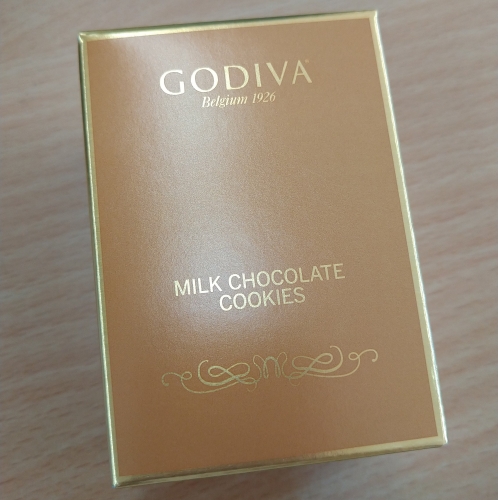 GODIVA
Belgium 1926
MILK CHOCOLATE
COOKIES